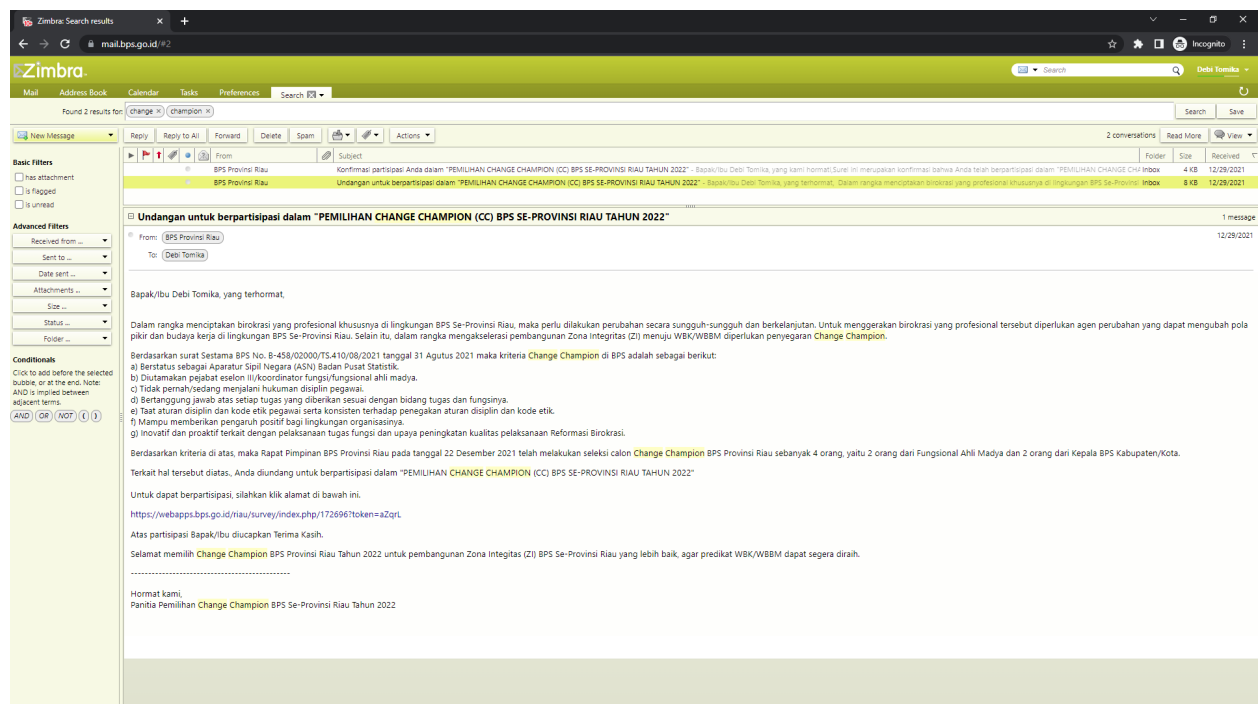 Zimbra: Search results
mail.bps.go.id/#2
Incognito
Zimbra
Search
Debi Tomika
Mail Address Book Calendar Tasks Preferences Search
Found 2 results for: change × champion × Search Save
New Message Reply Reply to All Forward Delete Spam Actions 2 conversations Read More View
Basic Filters
has attachment
is flagged
is unread
Advanced Filters
Received from ...
Sent to ...
Date sent ...
Attachments ...
Size ...
Status ...
Folder ...
Conditionals
Click to add before the selected
bubble, or at the end. Note:
AND is implied between
adjacent terms.
AND OR NOT ( )
From Subject Folder Size Received
BPS Provinsi Riau Konfirmasi partisipasi Anda dalam "PEMILIHAN CHANGE CHAMPION (CC) BPS SE-PROVINSI RIAU TAHUN 2022" - Bapak/Ibu Debi Tomika, yang kami hormati,Surel ini merupakan konfirmasi bahwa Anda telah berpartisipasi dalam "PEMILIHAN CHANGE CHA Inbox 4 KB 12/29/2021
BPS Provinsi Riau Undangan untuk berpartisipasi dalam "PEMILIHAN CHANGE CHAMPION (CC) BPS SE-PROVINSI RIAU TAHUN 2022" - Bapak/Ibu Debi Tomika, yang terhormat, Dalam rangka menciptakan birokrasi yang profesional khususnya di lingkungan BPS Se-Provinsi Inbox 8 KB 12/29/2021
Undangan untuk berpartisipasi dalam "PEMILIHAN CHANGE CHAMPION (CC) BPS SE-PROVINSI RIAU TAHUN 2022" 1 message
From: BPS Provinsi Riau 12/29/2021
To: Debi Tomika
Bapak/Ibu Debi Tomika, yang terhormat,
Dalam rangka menciptakan birokrasi yang profesional khususnya di lingkungan BPS Se-Provinsi Riau, maka perlu dilakukan perubahan secara sungguh-sungguh dan berkelanjutan. Untuk menggerakan birokrasi yang profesional tersebut diperlukan agen perubahan yang dapat mengubah pola
pikir dan budaya kerja di lingkungan BPS Se-Provinsi Riau. Selain itu, dalam rangka mengakselerasi pembangunan Zona Integritas (ZI) menuju WBK/WBBM diperlukan penyegaran Change Champion.
Berdasarkan surat Sestama BPS No. B-458/02000/TS.410/08/2021 tanggal 31 Agutus 2021 maka kriteria Change Champion di BPS adalah sebagai berikut:
a) Berstatus sebagai Aparatur Sipil Negara (ASN) Badan Pusat Statistik.
b) Diutamakan pejabat eselon III/koordinator fungsi/fungsional ahli madya.
c) Tidak pernah/sedang menjalani hukuman disiplin pegawai.
d) Bertanggung jawab atas setiap tugas yang diberikan sesuai dengan bidang tugas dan fungsinya.
e) Taat aturan disiplin dan kode etik pegawai serta konsisten terhadap penegakan aturan disiplin dan kode etik.
f) Mampu memberikan pengaruh positif bagi lingkungan organisasinya.
g) Inovatif dan proaktif terkait dengan pelaksanaan tugas fungsi dan upaya peningkatan kualitas pelaksanaan Reformasi Birokrasi.
Berdasarkan kriteria di atas, maka Rapat Pimpinan BPS Provinsi Riau pada tanggal 22 Desember 2021 telah melakukan seleksi calon Change Champion BPS Provinsi Riau sebanyak 4 orang, yaitu 2 orang dari Fungsional Ahli Madya dan 2 orang dari Kepala BPS Kabupaten/Kota.
Terkait hal tersebut diatas., Anda diundang untuk berpartisipasi dalam "PEMILIHAN CHANGE CHAMPION (CC) BPS SE-PROVINSI RIAU TAHUN 2022"
Untuk dapat berpartisipasi, silahkan klik alamat di bawah ini.
https://webapps.bps.go.id/riau/survey/index.php/172696?token=aZqrL
Atas partisipasi Bapak/Ibu diucapkan Terima Kasih.
Selamat memilih Change Champion BPS Provinsi Riau Tahun 2022 untuk pembangunan Zona Integitas (ZI) BPS Se-Provinsi Riau yang lebih baik, agar predikat WBK/WBBM dapat segera diraih.
----------------------------------------------
Hormat kami,
Panitia Pemilihan Change Champion BPS Se-Provinsi Riau Tahun 2022